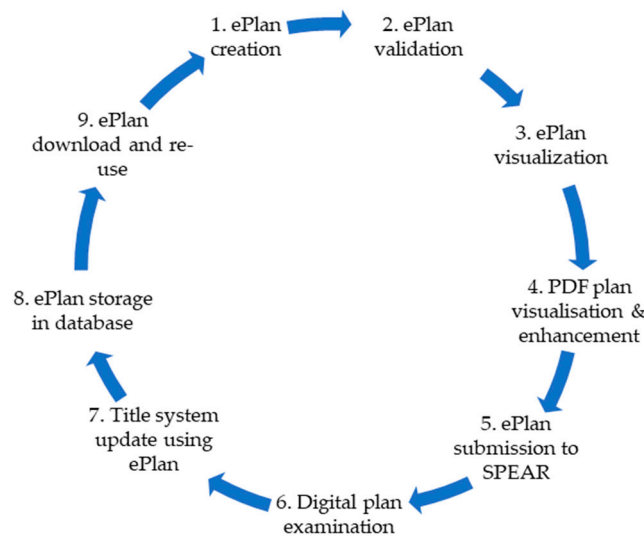 1. ePlan
creation
2. ePlan
validation
3. ePlan
visualization
4. PDF plan
visualisation &
enhancement
5. ePlan
submission to
SPEAR
6. Digital plan
examination
7. Title system
update using
ePlan
8. ePlan storage
in database
9. ePlan
download and re-
use